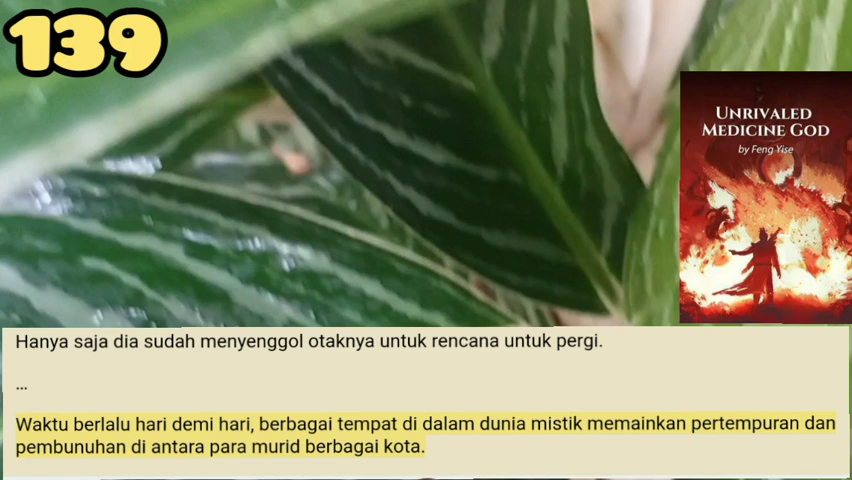 139
UNRIVALED
MEDICINE GOD
by Feng Yise
Hanya saja dia sudah menyenggol otaknya untuk rencana untuk pergi.
...
Waktu berlalu hari demi hari, berbagai tempat di dalam dunia mistik memainkan pertempuran dan
pembunuhan di antara para murid berbagai kota.